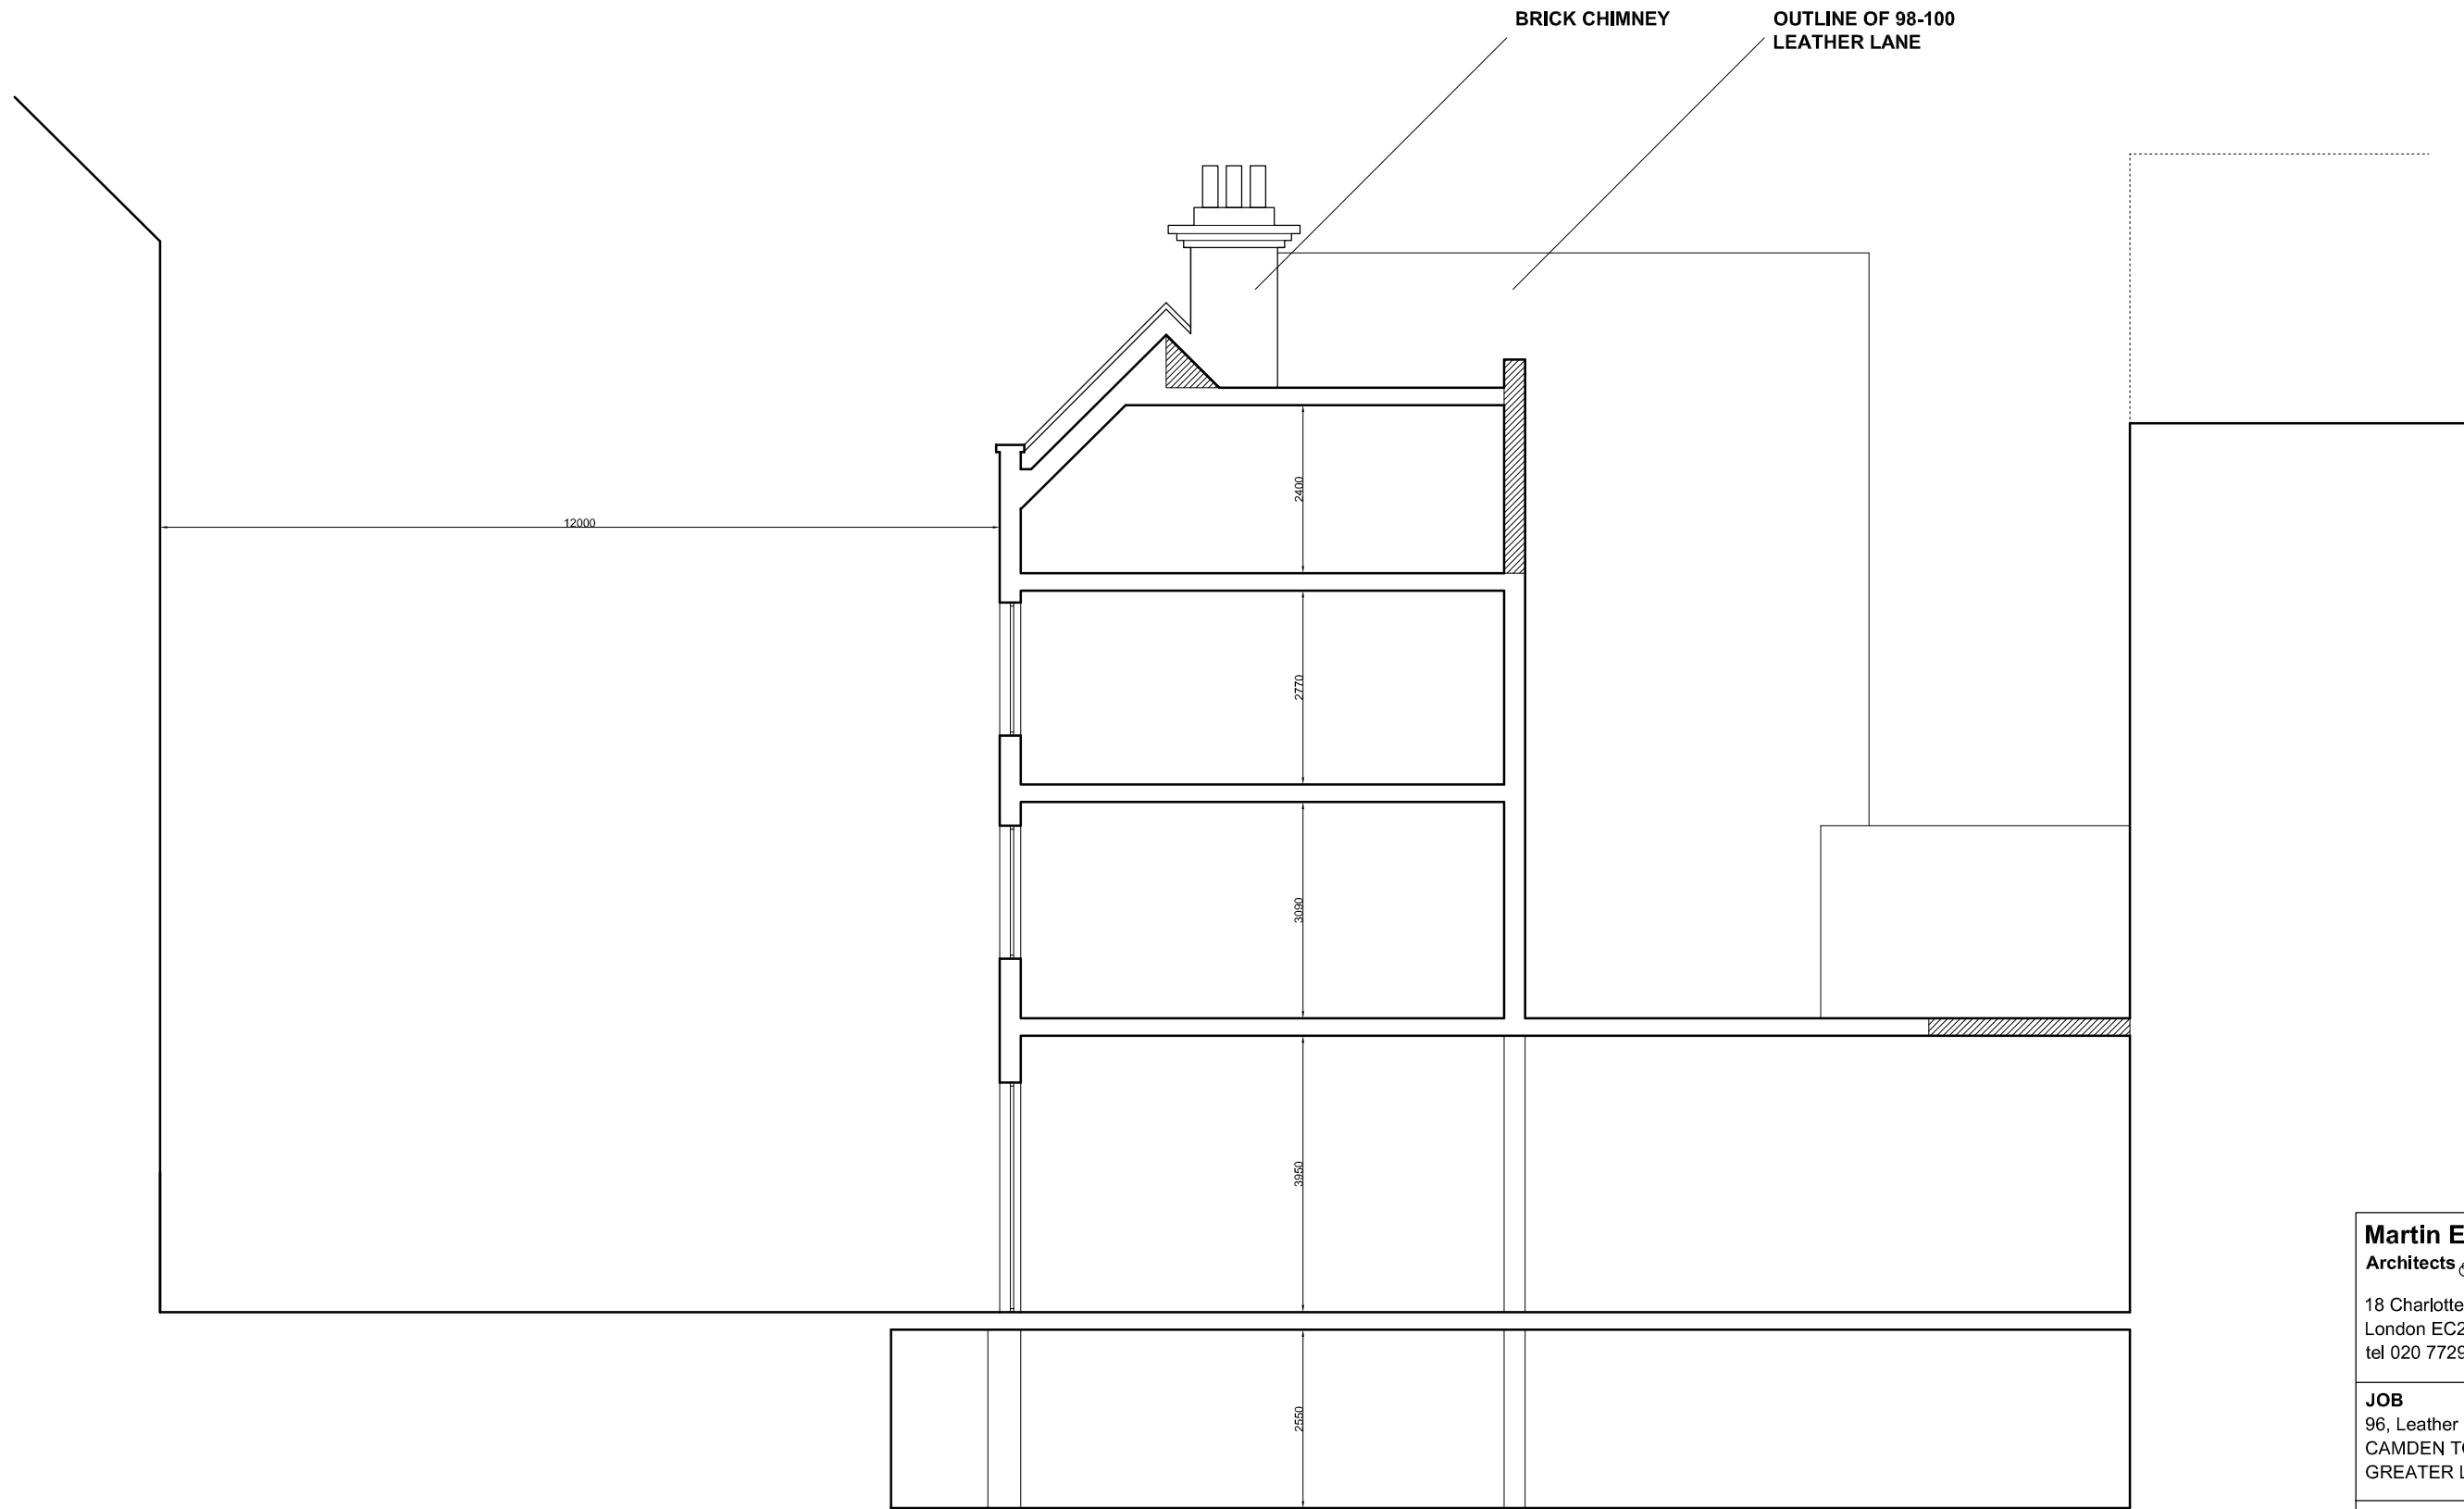 BRICK CHIMNEY
OUTLINE OF 98-100
LEATHER LANE
12000
2400
2770
3090
3950
2550
Martin E
Architects
18 Charlotte
London EC2
tel 020 7729
JOB
96, Leather
CAMDEN TO
GREATER L